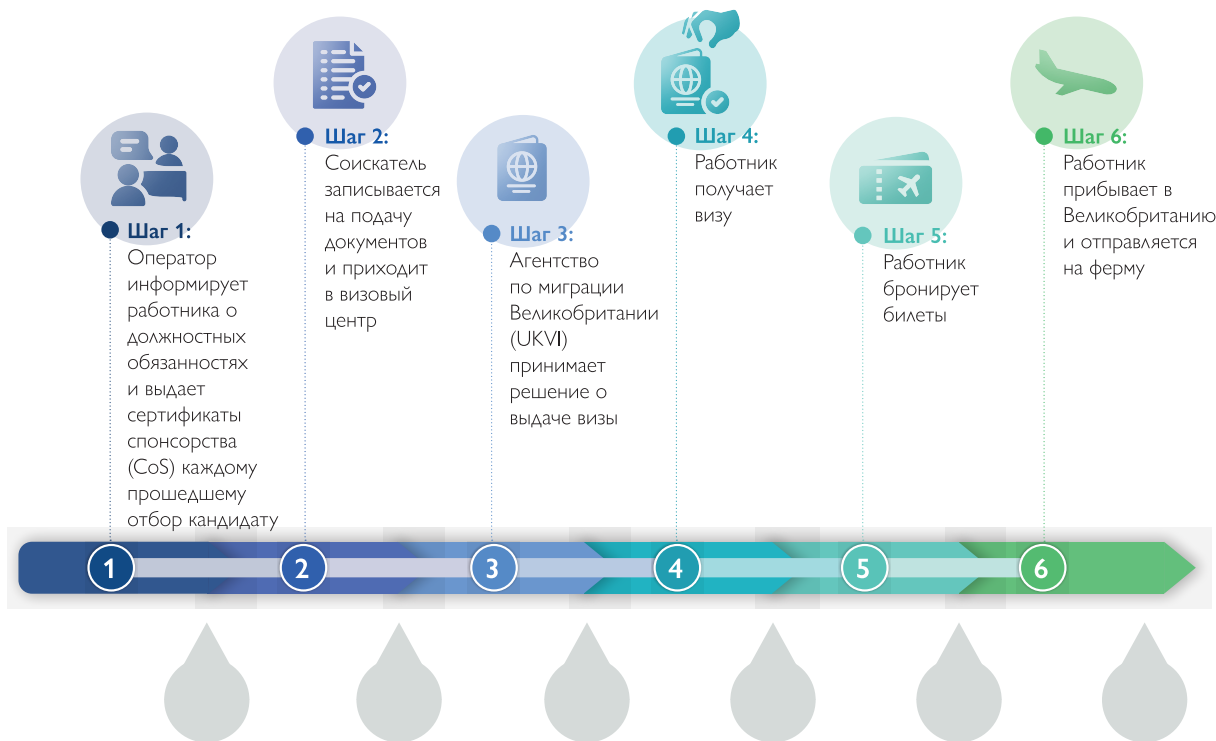 Шаг 1:
Оператор
информирует
работника о
должностных
обязанностях
и выдает
сертификаты
спонсорства
(CoS) каждому
прошедшему
отбор кандидату
Шаг 2:
Соискатель
записывается
на подачу
документов
и приходит
в визовый
центр
Шаг 3:
Агентство
по миграции
Великобритании
(UKVI)
принимает
решение о
выдаче визы
Шаг 4:
Работник
получает
визу
Шаг 5:
Работник
бронирует
билеты
Шаг 6:
Работник
прибывает в
Великобританию
и отправляется
на ферму
1
2
3
4
5
6